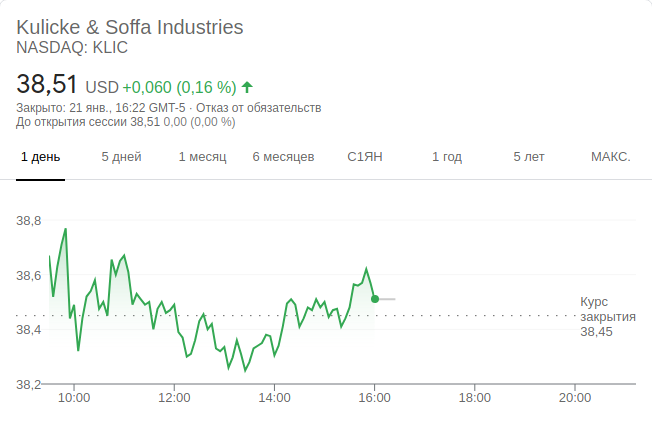 Kulicke & Soffa Industries
NASDAQ: KLIC
38,51 USD +0,060 (0,16 %)
Закрыто: 21 янв., 16:22 GMT-5 · Отказ от обязательств
До открытия сессии 38,51 0,00 (0,00 %)
1 день 5 дней 1 месяц 6 месяцев С1ЯН 1 год 5 лет МАКС.
38,8
38,6
38,4
38,2
Курс
закрытия
38,45
10:00 12:00 14:00 16:00 18:00 20:00